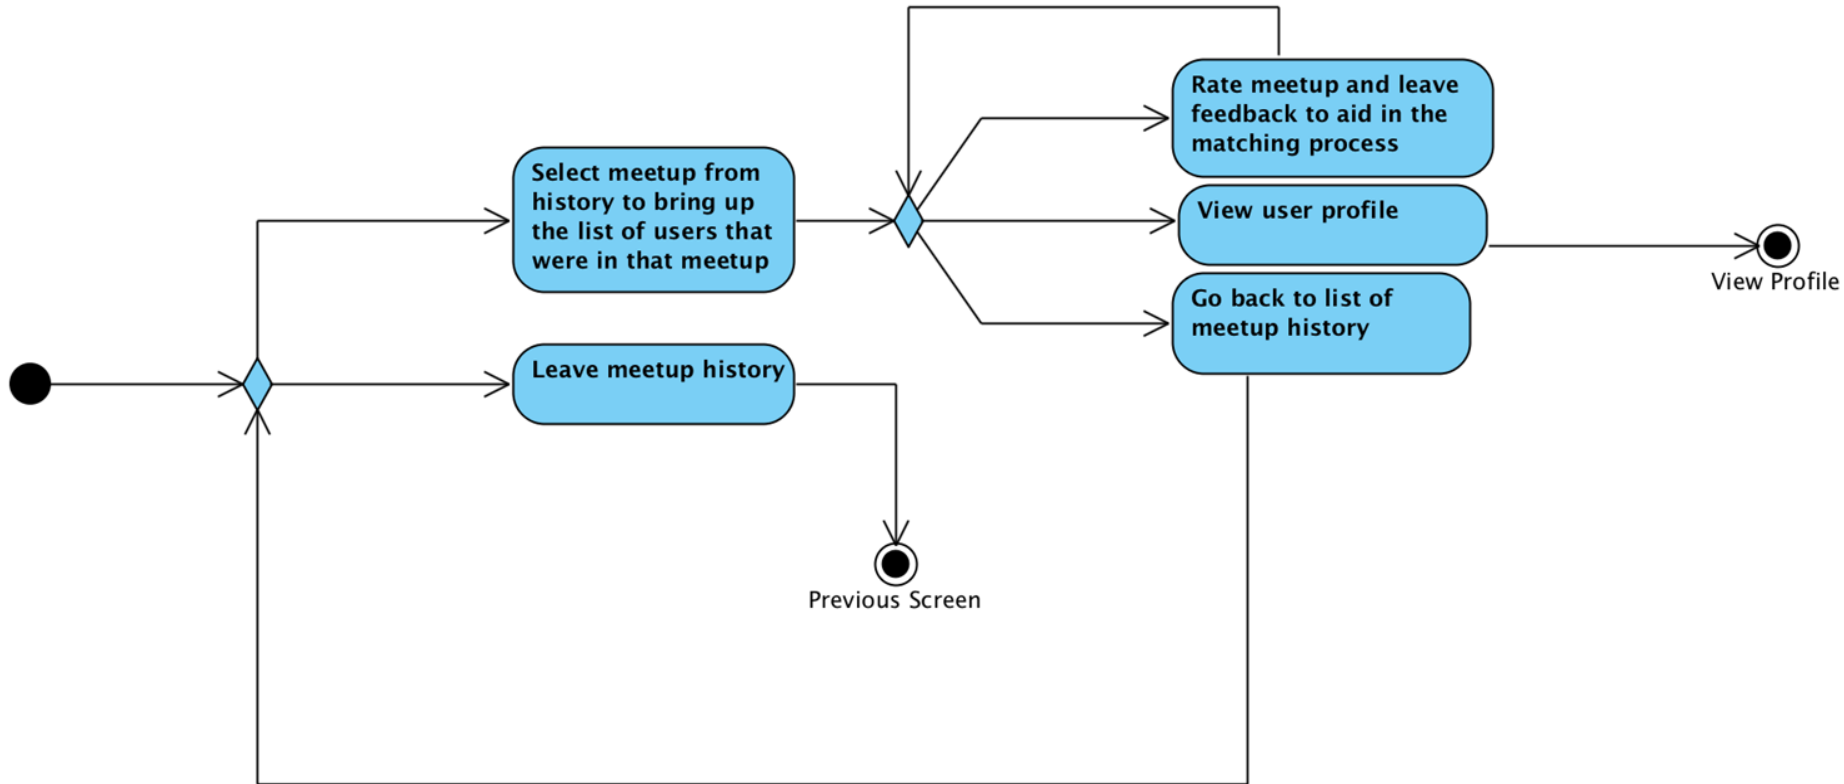 Rate meetup and leave
feedback to aid in the
matching process
Select meetup from
history to bring up
the list of users that
were in that meetup
View user profile
View Profile
Go back to list of
meetup history
Leave meetup history
Previous Screen